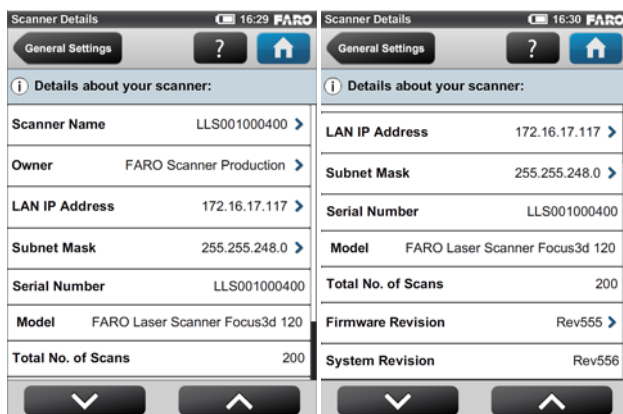 Scanner Details 16:29 FARO
General Settings ?
i Details about your scanner:
Scanner Name LLS001000400
Owner FARO Scanner Production
LAN IP Address 172.16.17.117
Subnet Mask 255.255.248.0
Serial Number LLS001000400
Model FARO Laser Scanner Focus3d 120
Total No. of Scans 200
Scanner Details 16:30 FARO
General Settings ?
i Details about your scanner:
LAN IP Address 172.16.17.117
Subnet Mask 255.255.248.0
Serial Number LLS001000400
Model FARO Laser Scanner Focus3d 120
Total No. of Scans 200
Firmware Revision Rev555
System Revision Rev556